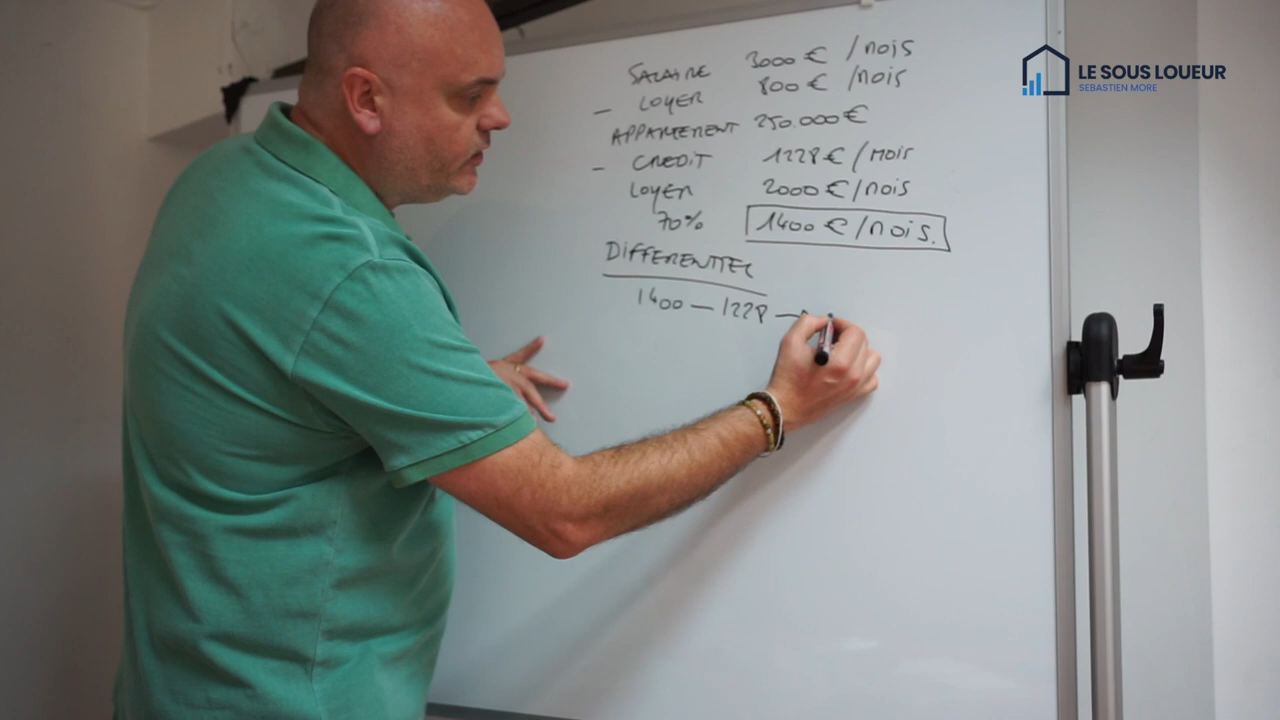 SALAIRE 3000 € /MOIS
- LOYER 800 € /MOIS
APPARTEMENT 250.000 €
- CREDIT 1228 € /MOIS
LOYER 2000 € /MOIS
70% 1400 € /MOIS.
DIFFERENTIEL
1400 - 1228 -
LE SOUS LOUEUR
SEBASTIEN MORE